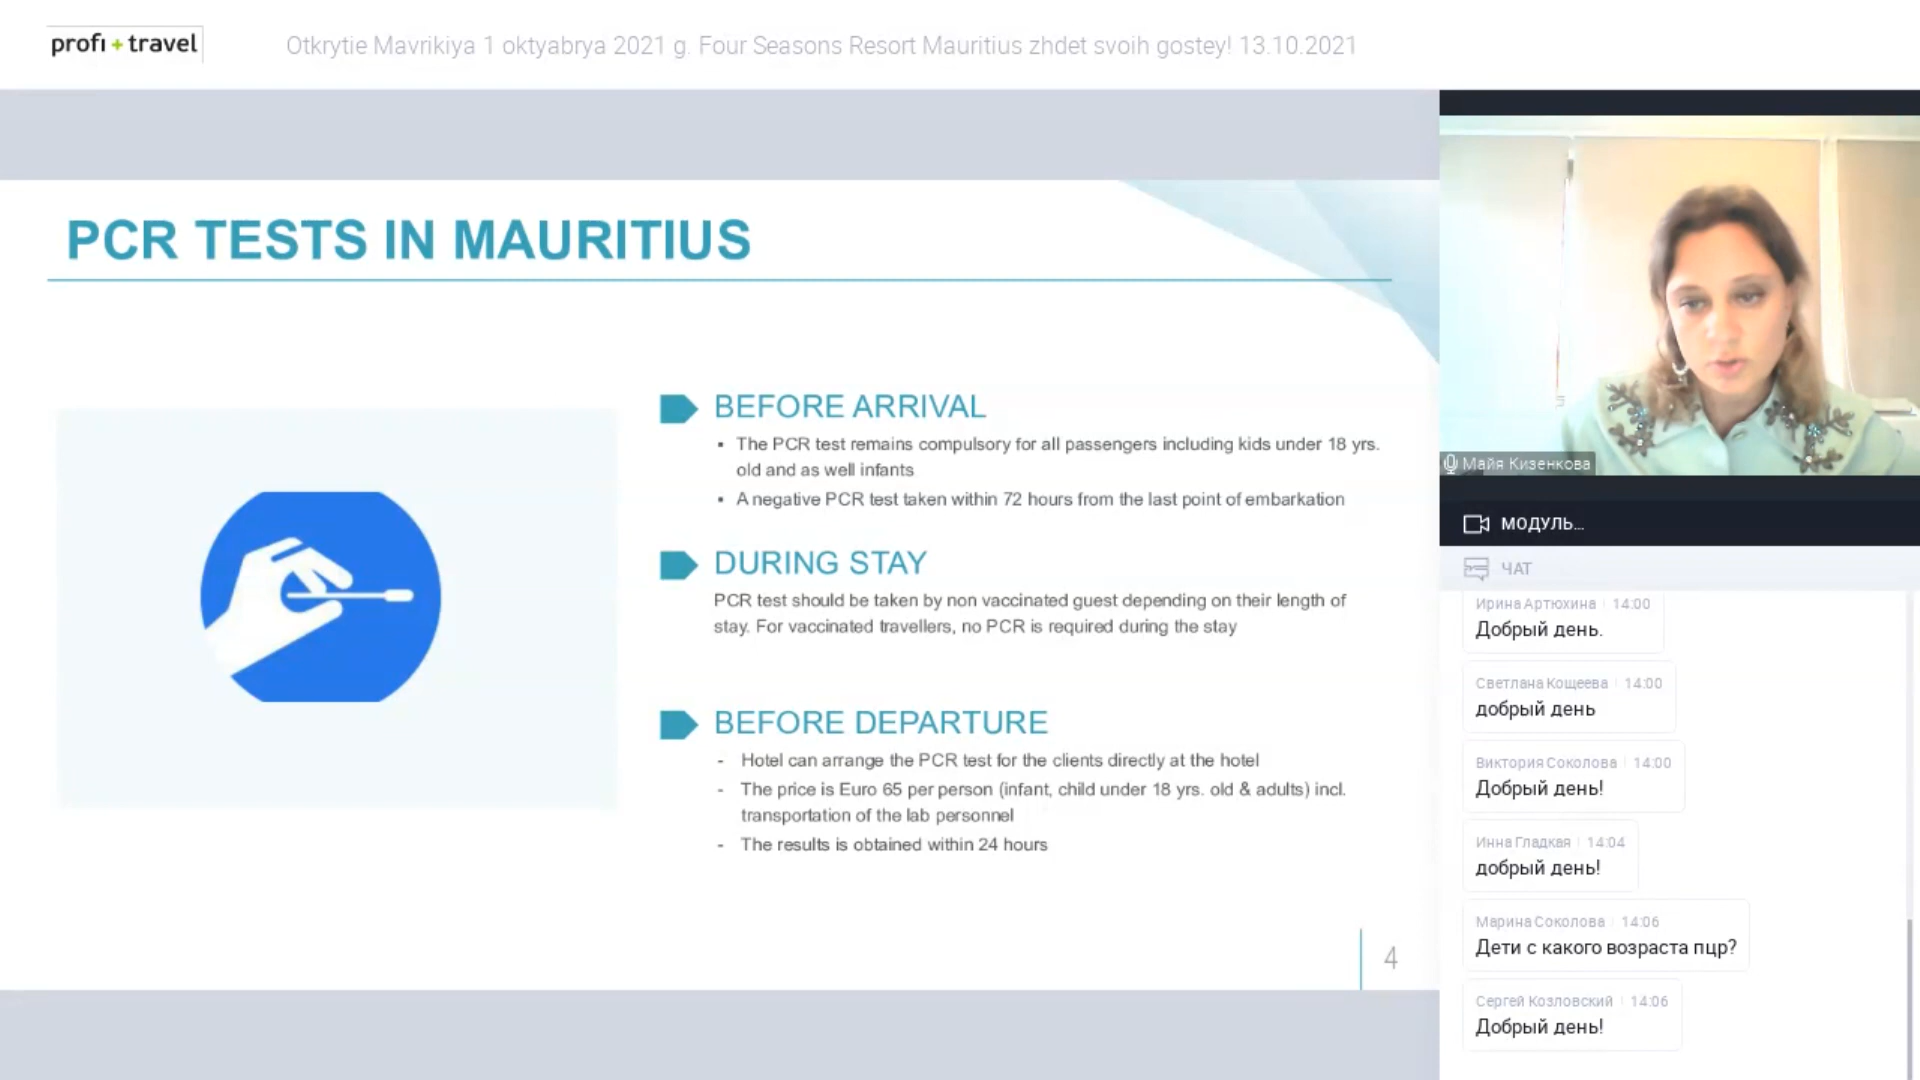 profi + travel
Otkrytie Mavrikiya 1 oktyabrya 2021 g. Four Seasons Resort Mauritius zhdet svoih gostey! 13.10.2021
PCR TESTS IN MAURITIUS
BEFORE ARRIVAL
▪ The PCR test remains compulsory for all passengers including kids under 18 yrs.
old and as well infants
▪ A negative PCR test taken within 72 hours from the last point of embarkation
DURING STAY
PCR test should be taken by non vaccinated guest depending on their length of
stay. For vaccinated travellers, no PCR is required during the stay
BEFORE DEPARTURE
- Hotel can arrange the PCR test for the clients directly at the hotel
- The price is Euro 65 per person (infant, child under 18 yrs. old & adults) incl.
transportation of the lab personnel
- The results is obtained within 24 hours
4
Майя Кизенкова
МОДУЛЬ...
ЧАТ
Ирина Артюхина 14:00
Добрый день.
Светлана Кощеева 14:00
добрый день
Виктория Соколова 14:00
Добрый день!
Инна Гладкая 14:04
добрый день!
Марина Соколова 14:06
Дети с какого возраста пцр?
Сергей Козловский 14:06
Добрый день!